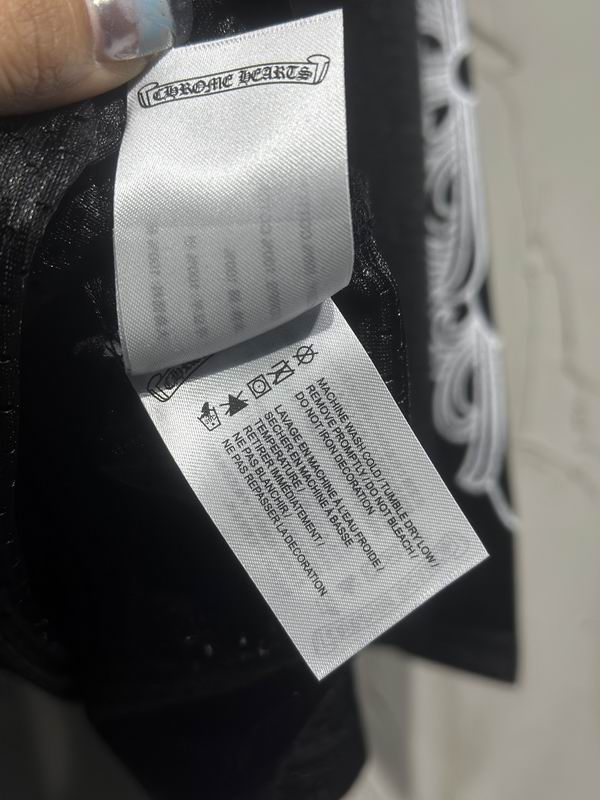 CHROME HEARTS
MACHINE WASH COLD / TUMBLE DRY LOW /
REMOVE PROMPTLY / DO NOT BLEACH /
DO NOT IRON DECORATION
LAVAGE EN MACHINE À L'EAU FROIDE /
SECHER EN MACHINE À BASSE
TEMPERATURE /
RETIRER IMMÉDIATEMENT /
NE PAS BLANCHIR /
NE PAS REPASSER LA DECORATION